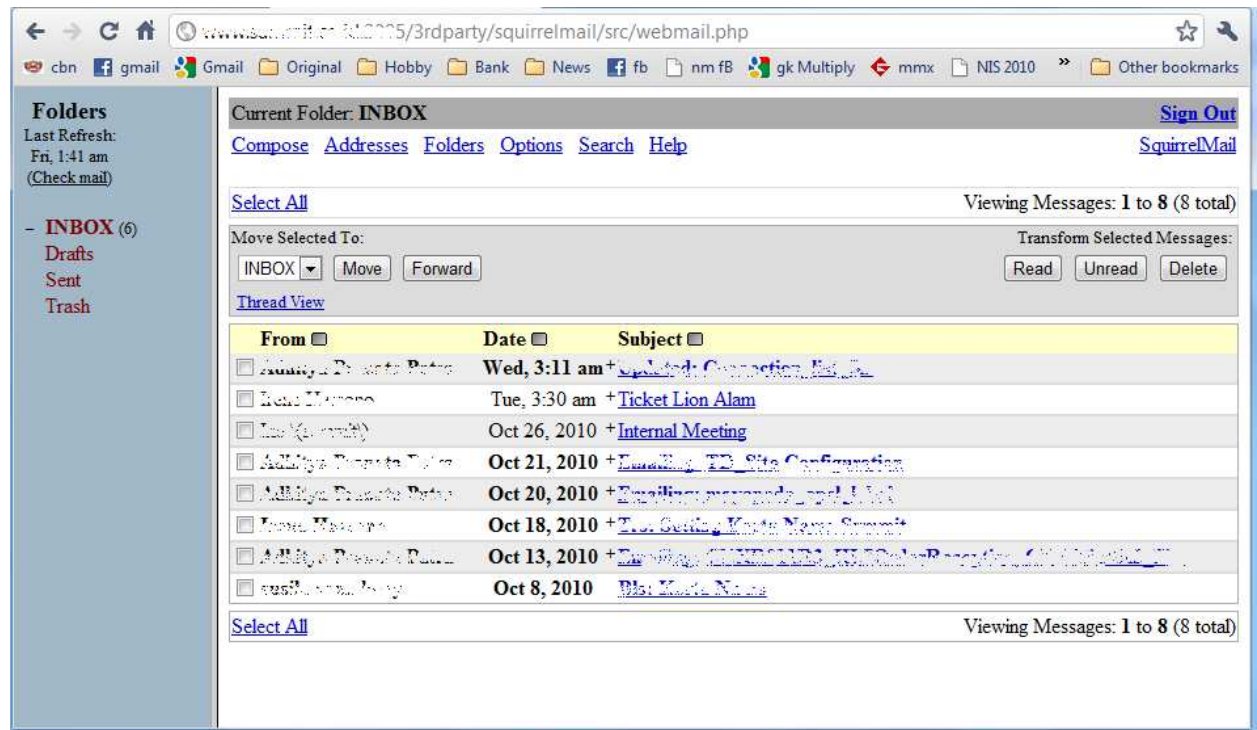 5/3rdparty/squirrelmail/src/webmail.php
cbn gmail Gmail Original Hobby Bank News fb nm fB gk Multiply mmx NIS 2010 » Other bookmarks
Folders
Last Refresh:
Fri, 1:41 am
(Check mail)
– INBOX (6)
Drafts
Sent
Trash
Current Folder: INBOX Sign Out
Compose Addresses Folders Options Search Help SquirrelMail
Select All Viewing Messages: 1 to 8 (8 total)
Move Selected To: Transform Selected Messages:
INBOX Move Forward Read Unread Delete
Thread View
From Date Subject
Wed, 3:11 am +
Tue, 3:30 am + Ticket Lion Alam
Oct 26, 2010 + Internal Meeting
Oct 21, 2010 +
Oct 20, 2010 +
Oct 18, 2010 +
Oct 13, 2010 +
Oct 8, 2010
Select All Viewing Messages: 1 to 8 (8 total)